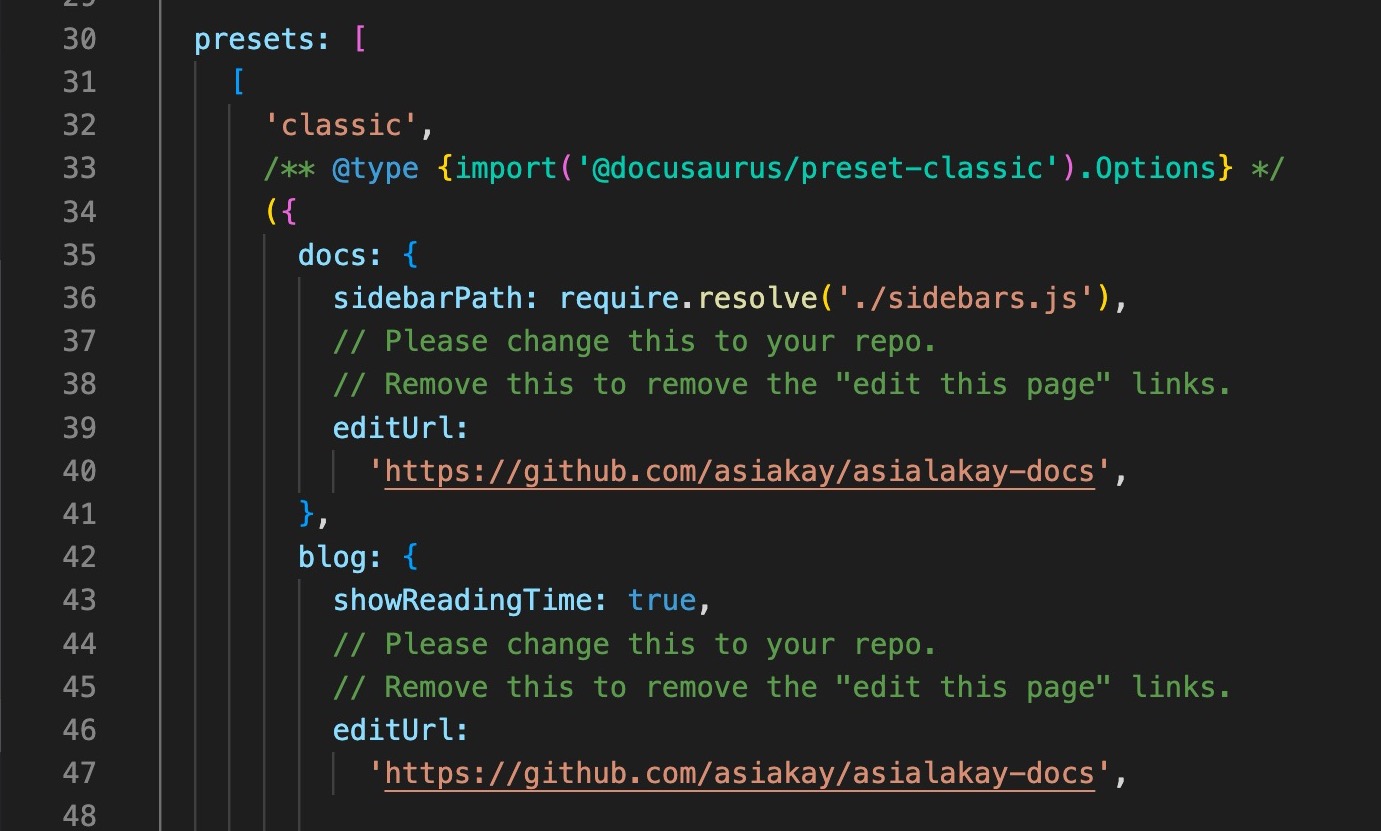 29
30 presets: [
31 [
32 'classic',
33 /** @type {import('@docusaurus/preset-classic').Options} */
34 ({
35 docs: {
36 sidebarPath: require.resolve('./sidebars.js'),
37 // Please change this to your repo.
38 // Remove this to remove the "edit this page" links.
39 editUrl:
40 'https://github.com/asiakay/asialakay-docs',
41 },
42 blog: {
43 showReadingTime: true,
44 // Please change this to your repo.
45 // Remove this to remove the "edit this page" links.
46 editUrl:
47 'https://github.com/asiakay/asialakay-docs',
48